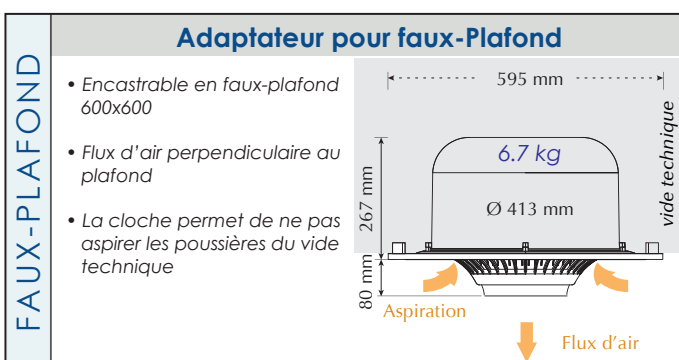 FAUX-PLAFOND
Adaptateur pour faux-Plafond
• Encastrable en faux-plafond
600x600
• Flux d'air perpendiculaire au
plafond
• La cloche permet de ne pas
aspirer les poussières du vide
technique
595 mm
6.7 kg
Ø 413 mm
267 mm
80 mm
vide technique
Aspiration
Flux d'air